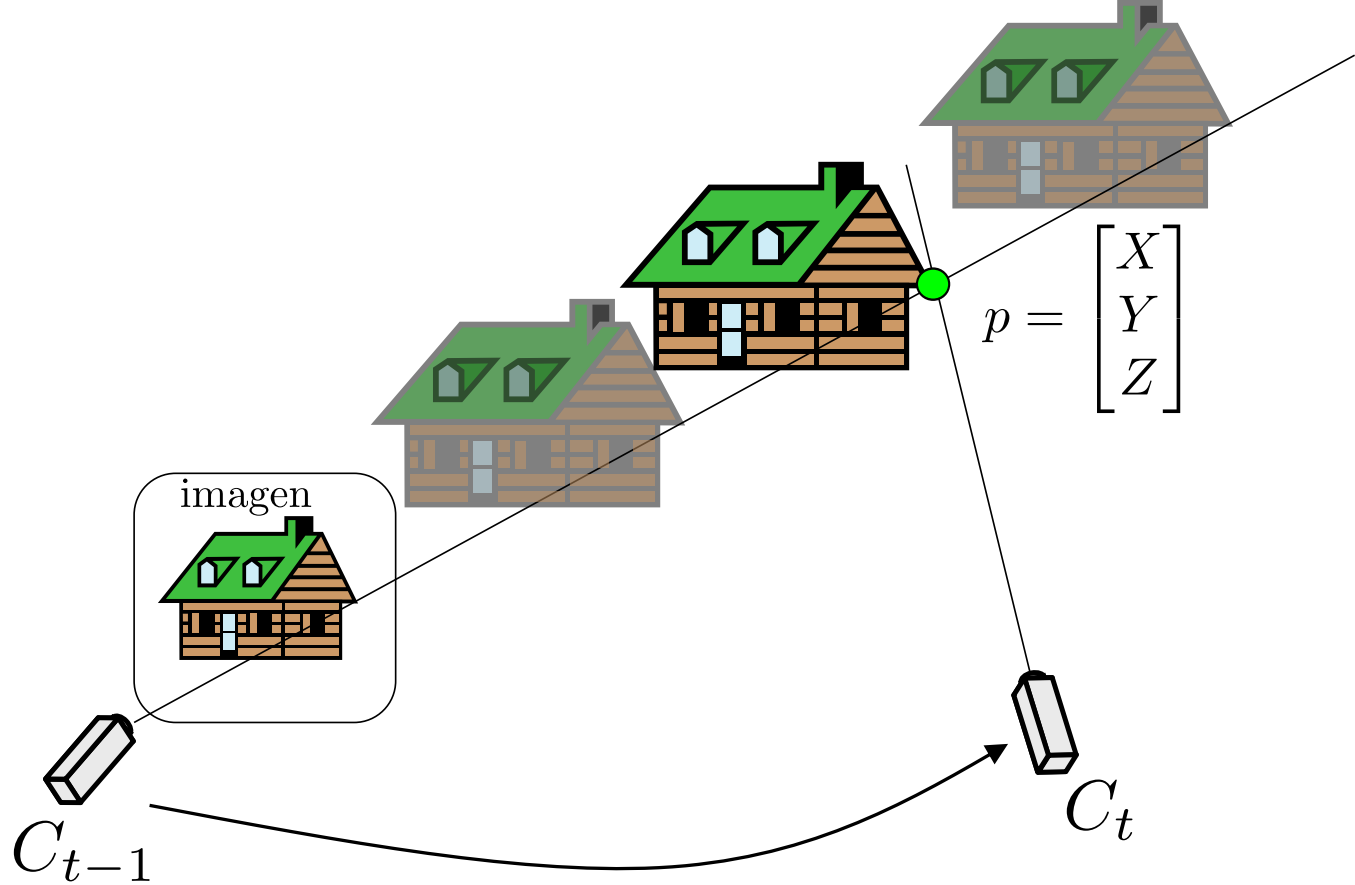 imagen
p = [X
Y
Z]
C_t
C_{t-1}